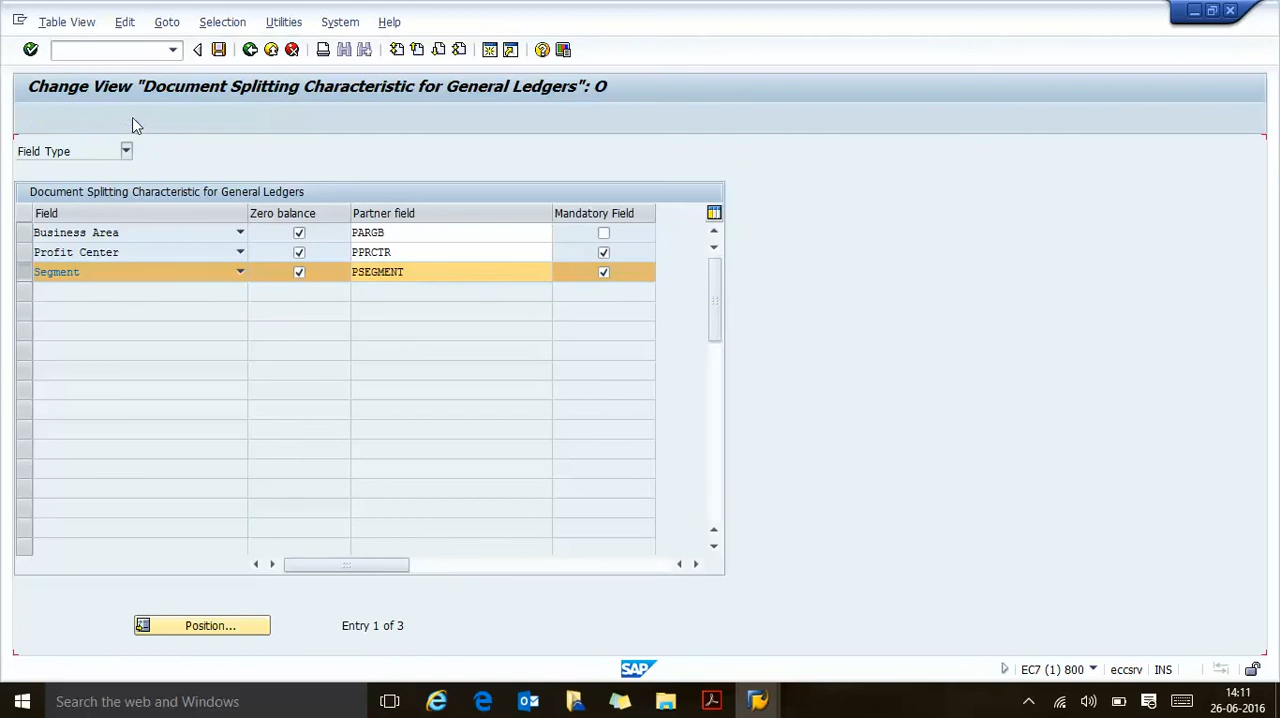 Table View Edit Goto Selection Utilities System Help
Change View "Document Splitting Characteristic for General Ledgers": O
Field Type
Document Splitting Characteristic for General Ledgers
Field Zero balance Partner field Mandatory Field
Business Area PARGB
Profit Center PPRCTR
Segment PSEGMENT
Position... Entry 1 of 3
SAP EC7 (1) 800 eccsrv INS
Search the web and Windows
14:11
26-06-2016